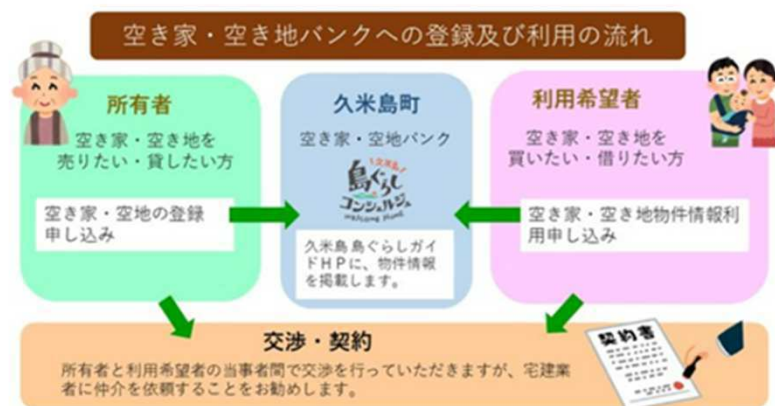 空き家・空き地バンクへの登録及び利用の流れ
所有者
空き家・空き地を
売りたい・貸したい方
空き家・空地の登録
申し込み
久米島町
空き家・空地バンク
久米島
島ぐらし
コンシェルジュ
Welcome Home
久米島 島ぐらしガイ
ドHPに、物件情報
を掲載します。
利用希望者
空き家・空き地を
買いたい・借りたい方
空き家・空き地物件情報利
用申し込み
交渉・契約
所有者と利用希望者の当事者間で交渉を行っていただきますが、宅建業
者に仲介を依頼することをお勧めします。
契約者